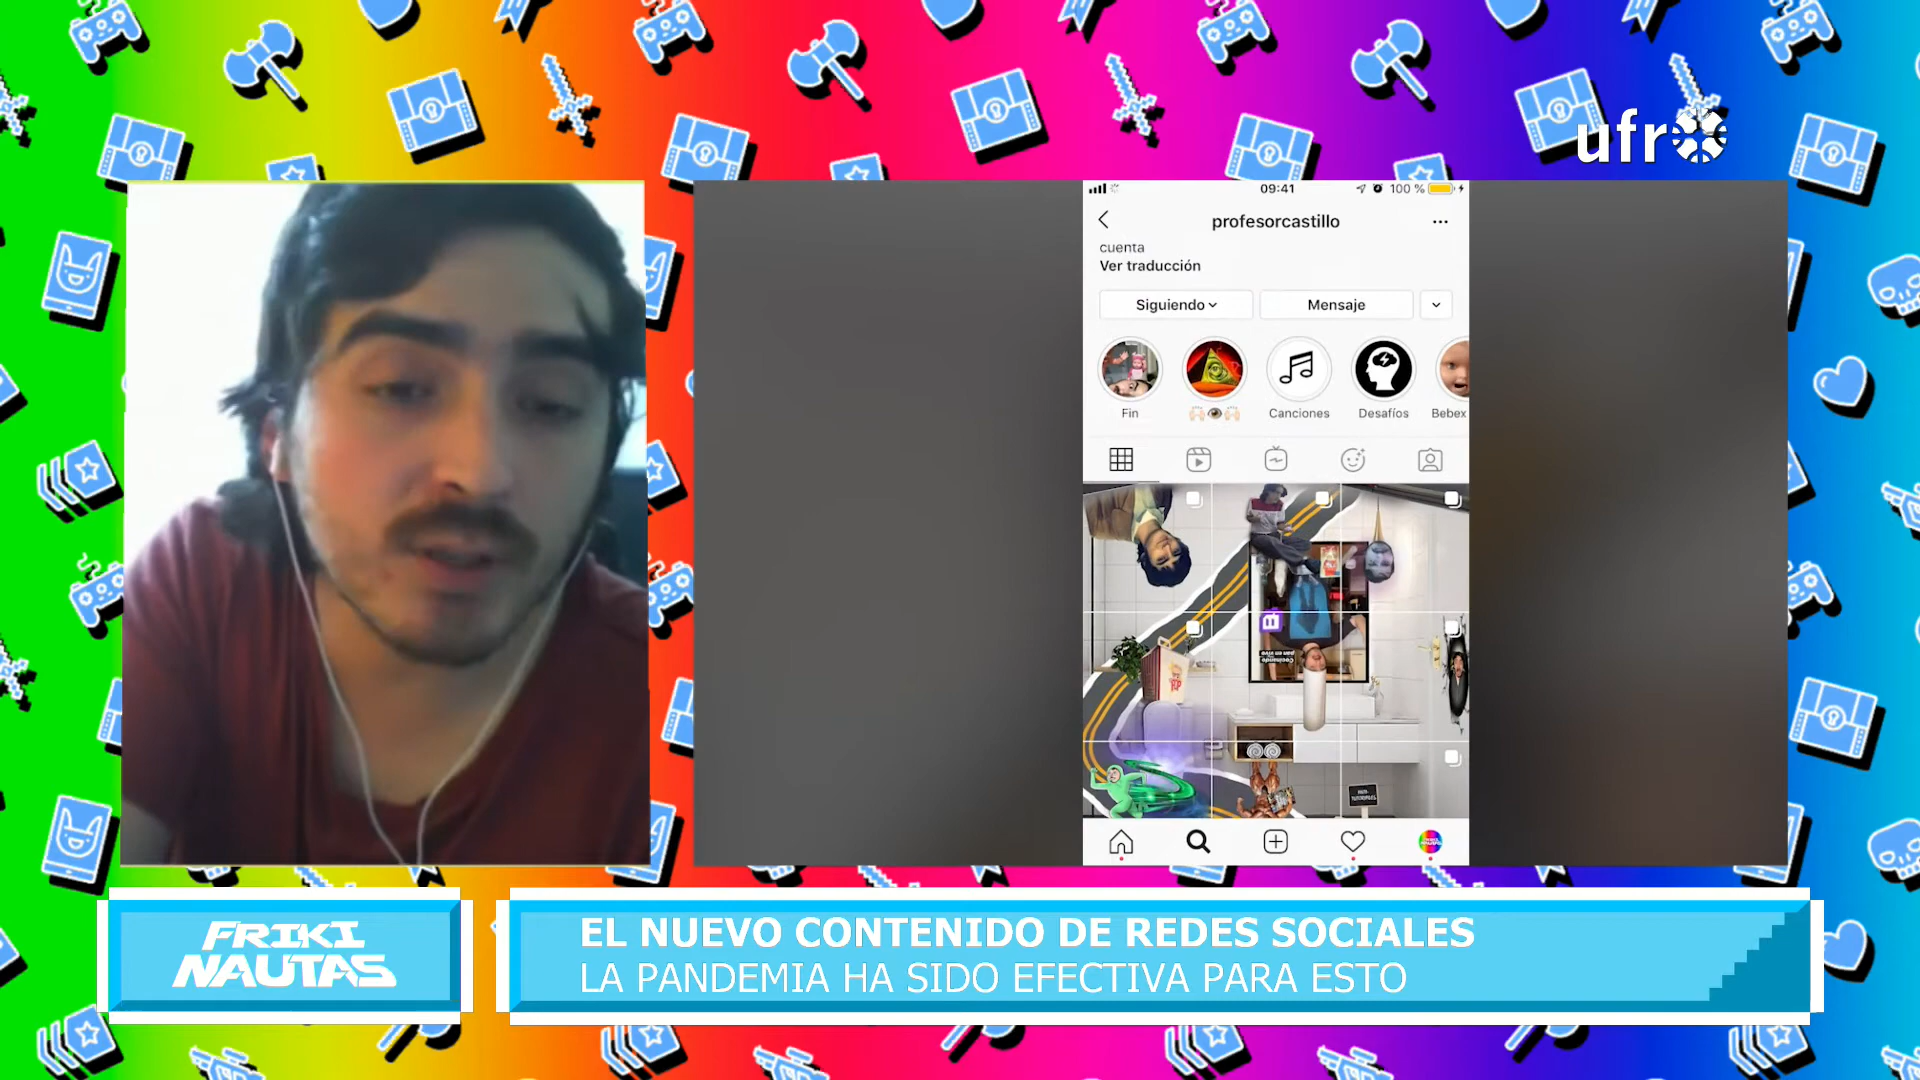 ufro
09:41
100 %
profesorcastillo
cuenta
Ver traducción
Siguiendo
Mensaje
Fin
Canciones
Desafíos
Bebex
FRIKI
NAUTAS
EL NUEVO CONTENIDO DE REDES SOCIALES
LA PANDEMIA HA SIDO EFECTIVA PARA ESTO